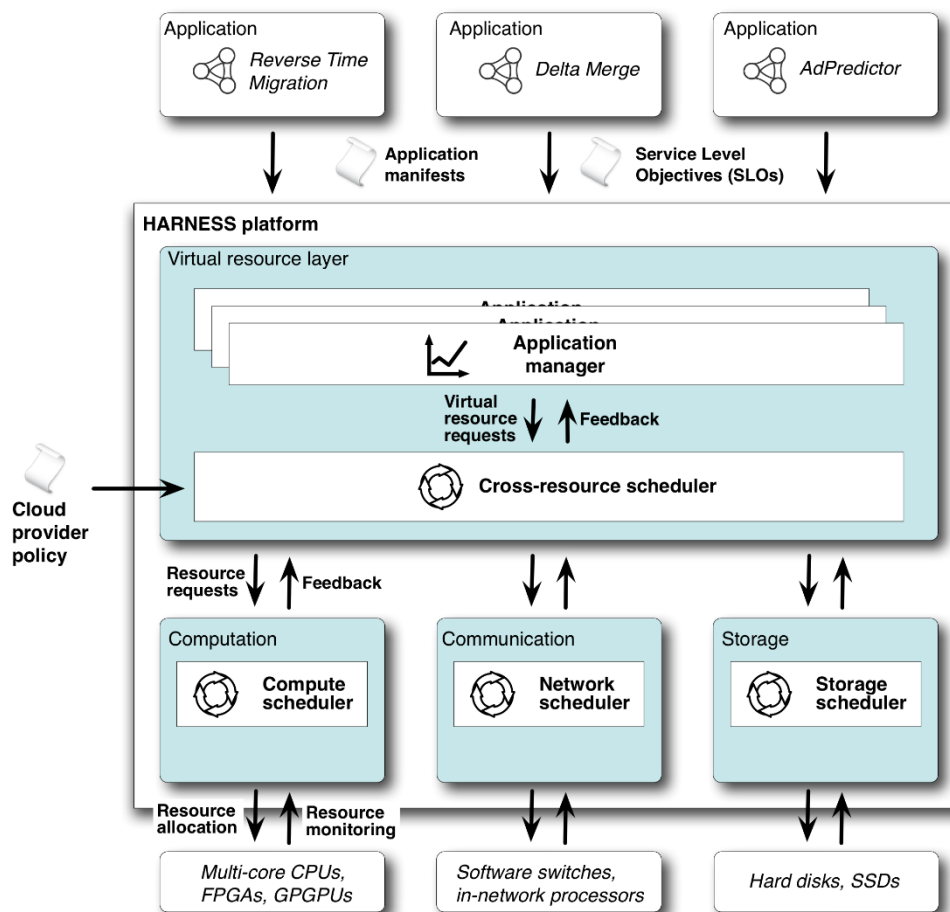 Application
Reverse Time
Migration
Application
Delta Merge
Application
AdPredictor
Application
manifests
Service Level
Objectives (SLOs)
HARNESS platform
Virtual resource layer
Application
Application
Application
manager
Virtual
resource
requests
Feedback
Cross-resource scheduler
Cloud
provider
policy
Resource
requests
Feedback
Computation
Compute
scheduler
Communication
Network
scheduler
Storage
Storage
scheduler
Resource
allocation
Resource
monitoring
Multi-core CPUs,
FPGAs, GPGPUs
Software switches,
in-network processors
Hard disks, SSDs